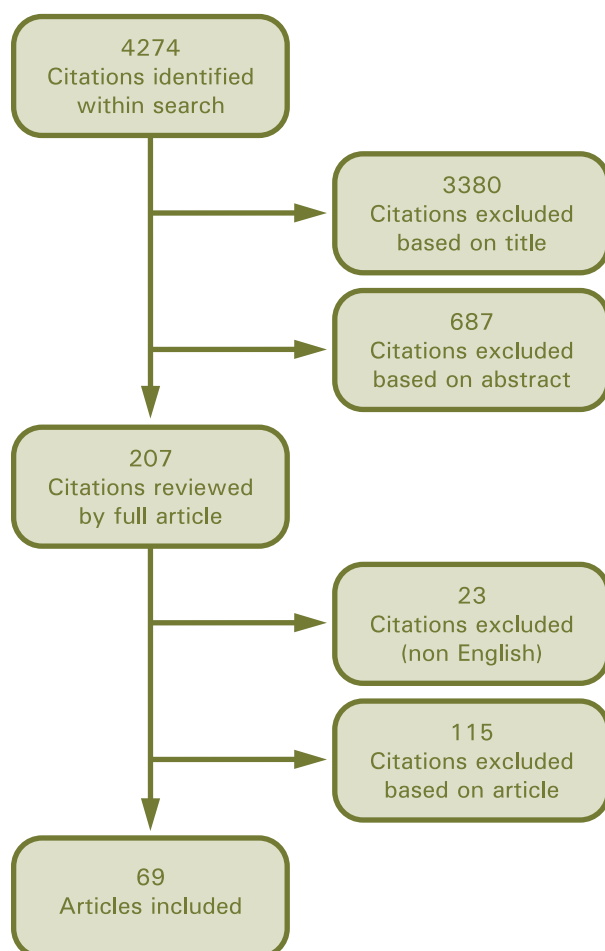 4274
Citations identified
within search
3380
Citations excluded
based on title
687
Citations excluded
based on abstract
207
Citations reviewed
by full article
23
Citations excluded
(non English)
115
Citations excluded
based on article
69
Articles included